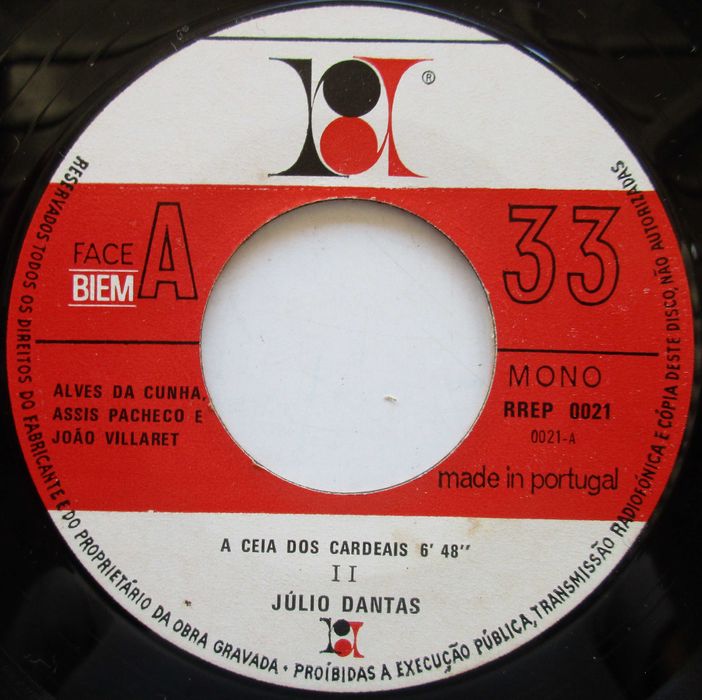 ®
FACE A
BIEM
33
ALVES DA CUNHA,
ASSIS PACHECO E
JOÃO VILLARET
MONO
RREP 0021
0021-A
made in portugal
A CEIA DOS CARDEAIS 6' 48''
II
JÚLIO DANTAS
RESERVADOS TODOS OS DIREITOS DO FABRICANTE E DO PROPRIETÁRIO DA OBRA GRAVADA • PROÍBIDAS A EXECUÇÃO PÚBLICA, TRANSMISSÃO RADIOFÓNICA E CÓPIA DESTE DISCO, NÃO AUTORIZADAS